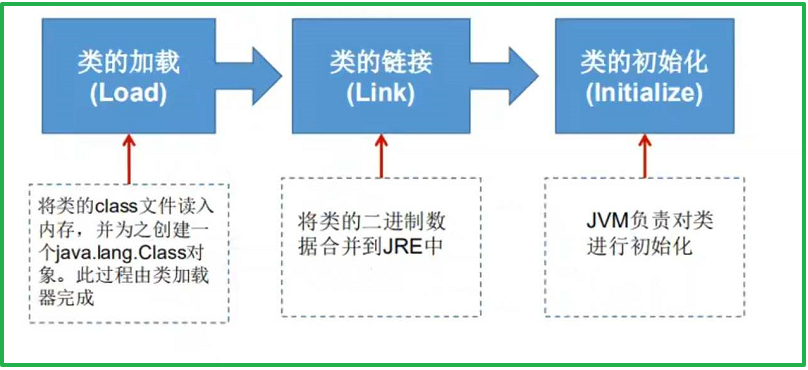 类的加载
(Load)
类的链接
(Link)
类的初始化
(Initialize)
将类的class文件读入
内存，并为之创建一
个java.lang.Class对
象。此过程由类加载
器完成
将类的二进制数
据合并到JRE中
JVM负责对类
进行初始化